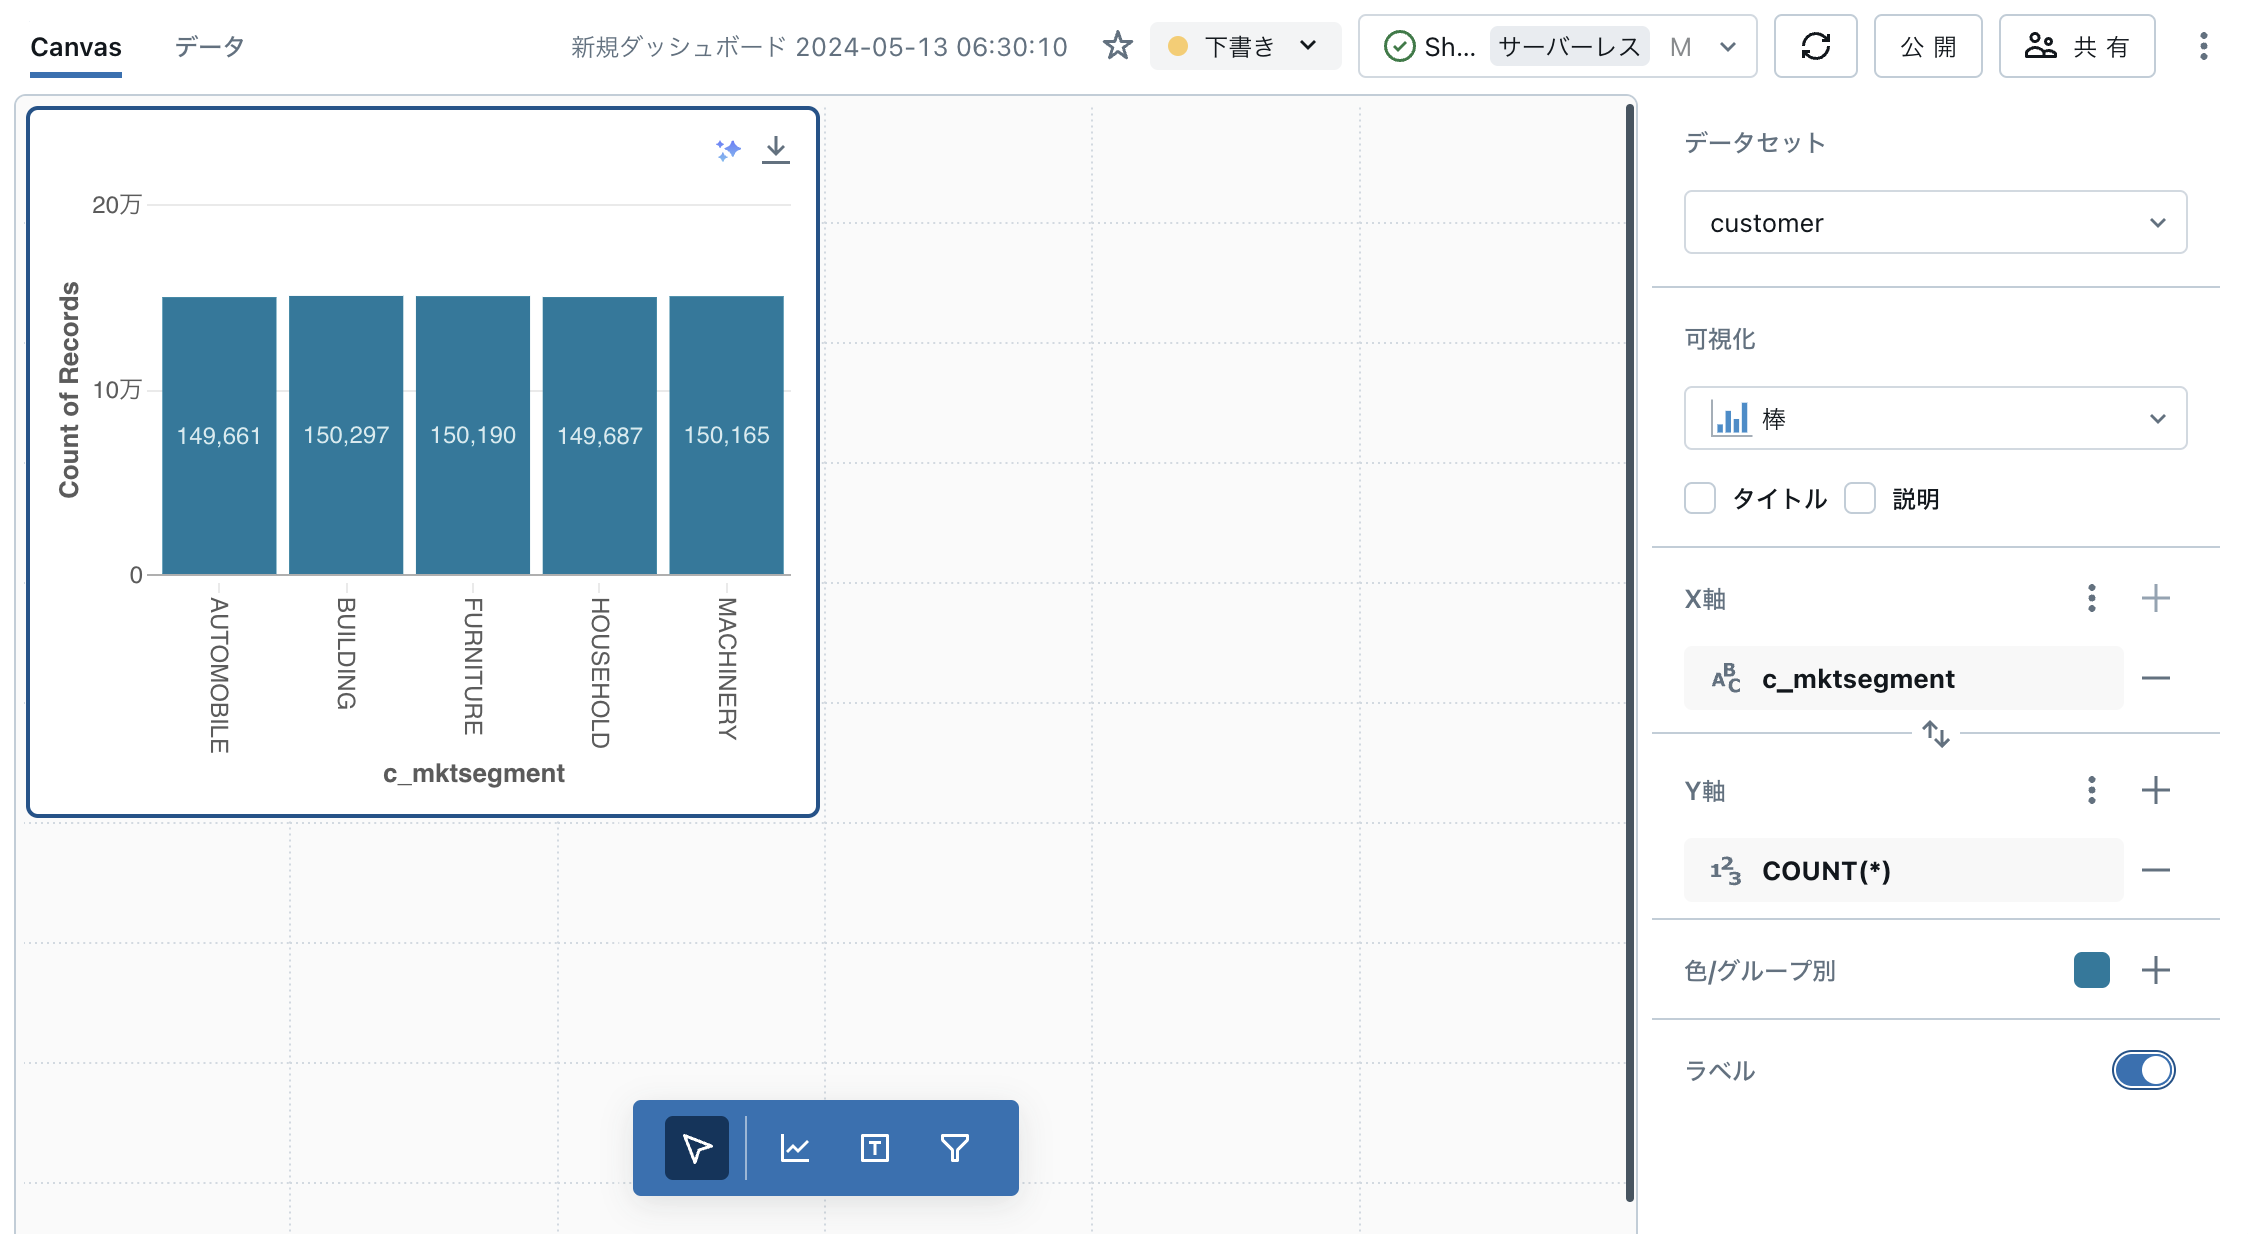 Canvas データ 新規ダッシュボード 2024-05-13 06:30:10 下書き Sh... サーバーレス M 公開 共有
20万
10万
0
Count of Records
149,661 150,297 150,190 149,687 150,165
AUTOMOBILE BUILDING FURNITURE HOUSEHOLD MACHINERY
c_mktsegment
データセット
customer
可視化
棒
タイトル 説明
X軸
ABC c_mktsegment
Y軸
123 COUNT(*)
色/グループ別
ラベル
T